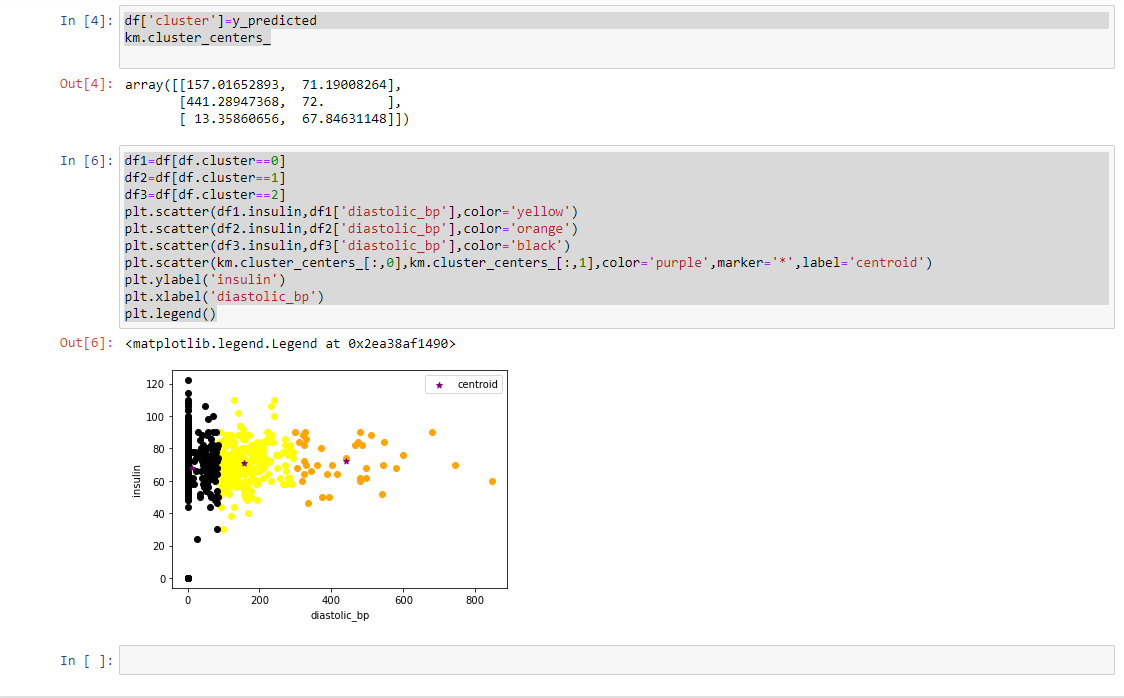 In [4]: df['cluster']=y_predicted
km.cluster_centers_
Out[4]: array([[157.01652893,  71.19008264],
[441.28947368,  72.        ],
[ 13.35860656,  67.84631148]])
In [6]: df1=df[df.cluster==0]
df2=df[df.cluster==1]
df3=df[df.cluster==2]
plt.scatter(df1.insulin,df1['diastolic_bp'],color='yellow')
plt.scatter(df2.insulin,df2['diastolic_bp'],color='orange')
plt.scatter(df3.insulin,df3['diastolic_bp'],color='black')
plt.scatter(km.cluster_centers_[:,0],km.cluster_centers_[:,1],color='purple',marker='*',label='centroid')
plt.ylabel('insulin')
plt.xlabel('diastolic_bp')
plt.legend()
Out[6]: <matplotlib.legend.Legend at 0x2ea38af1490>
centroid
120
100
80
60
40
20
0
insulin
0 200 400 600 800
diastolic_bp
In [ ]: